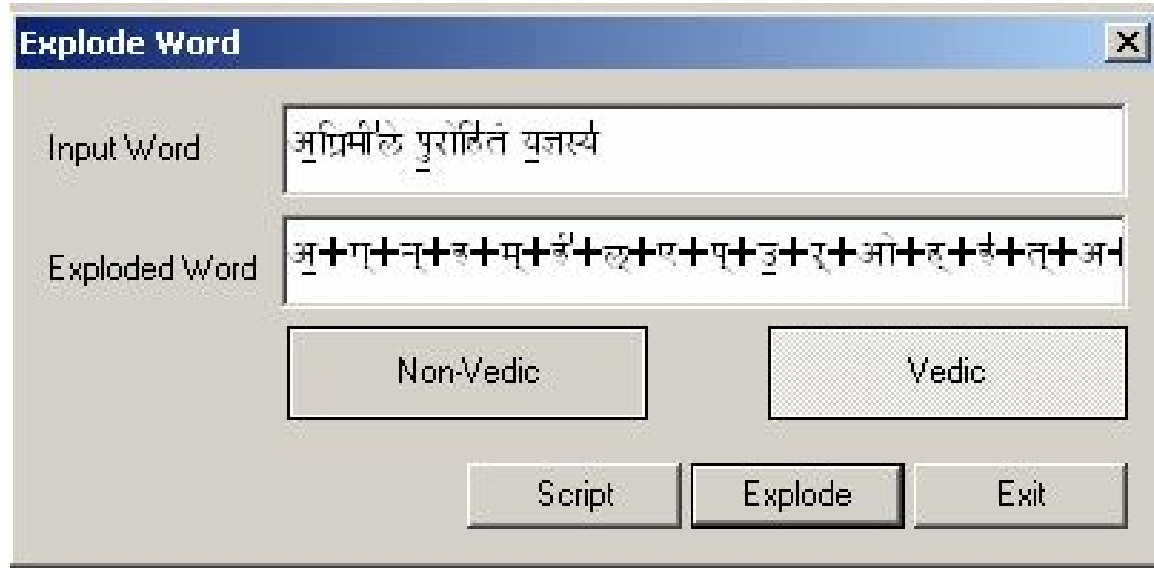 Explode Word
Input Word
अ॒ग्निमी॑ले पु॒रोहि॑तं य॒ज्ञस्य॑
Exploded Word
अ॒+ग्+न्+इ+म्+ई॑+ल्+ए+प्+उ॒+र्+ओ+ह्+इ॑+त्+अ+
Non-Vedic
Vedic
Script
Explode
Exit